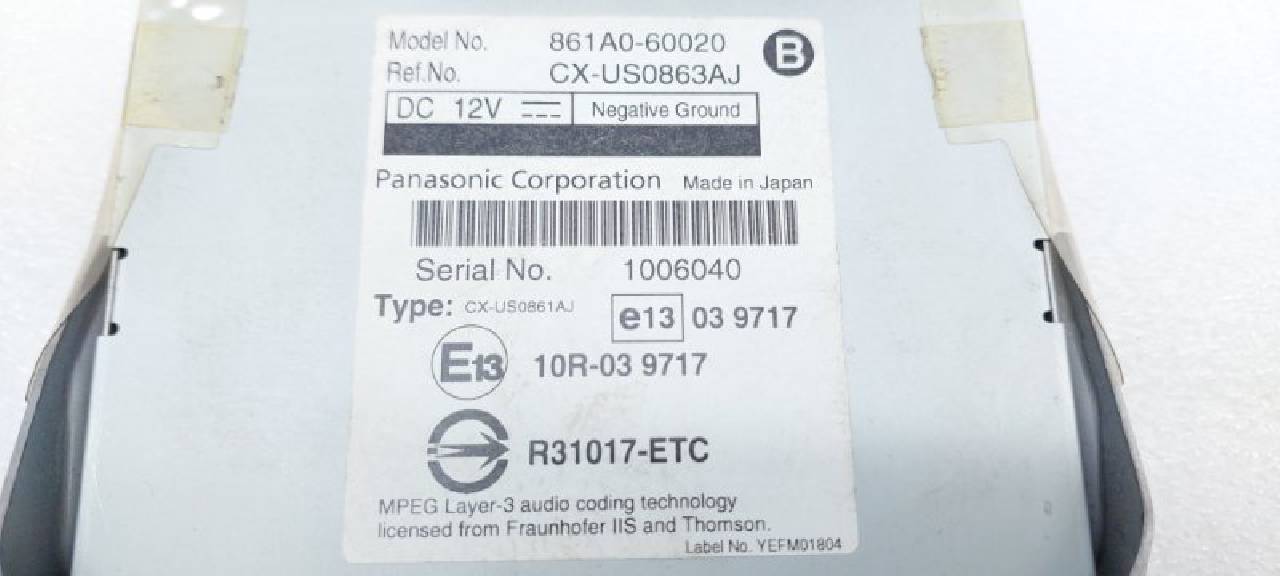 Model No. 861A0-60020 B
Ref.No. CX-US0863AJ
DC 12V Negative Ground
Panasonic Corporation Made in Japan
Serial No. 1006040
Type: CX-US0861AJ e13 03 9717
E13 10R-03 9717
R31017-ETC
MPEG Layer-3 audio coding technology
licensed from Fraunhofer IIS and Thomson.
Label No. YEFM01804